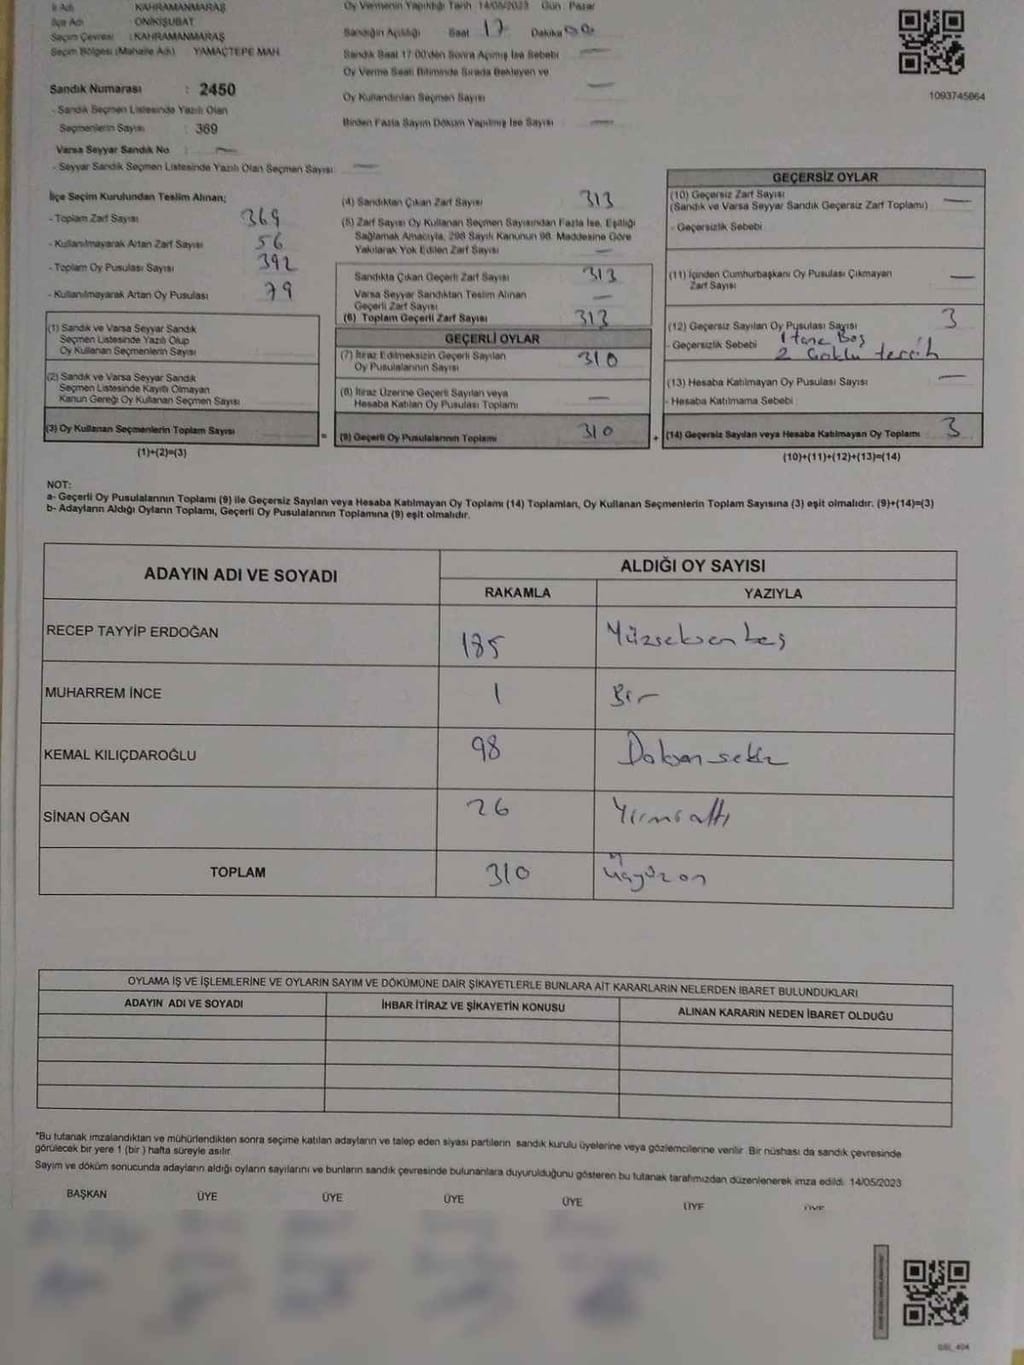 İli Adı : KAHRAMANMARAŞ
İlçe Adı : ONİKİŞUBAT
Seçim Çevresi : KAHRAMANMARAŞ
Seçim Bölgesi (Mahalle Adı) YAMAÇTEPE MAH
Sandık Numarası : 2450
- Sandık Seçmen Listesinde Yazılı Olan
Seçmenlerin Sayısı : 369
Varsa Seyyar Sandık No : —
- Seyyar Sandık Seçmen Listesinde Yazılı Olan Seçmen Sayısı : —
Oy Vermenin Yapıldığı Tarih 14/05/2023 Gün : Pazar
Sandığın Açıldığı Saat 17 Dakika 00
Sandık Saat 17:00'den Sonra Açılmış İse Sebebi —
Oy Verme Saati Bitiminde Sırada Bekleyen ve
Oy Kullandırılan Seçmen Sayısı —
Birden Fazla Sayım Döküm Yapılmış İse Sayısı —
1093745664
İlçe Seçim Kurulundan Teslim Alınan;
- Toplam Zarf Sayısı 369
- Kullanılmayarak Artan Zarf Sayısı 56
- Toplam Oy Pusulası Sayısı 392
- Kullanılmayarak Artan Oy Pusulası 79
(1) Sandık ve Varsa Seyyar Sandık
Seçmen Listesinde Yazılı Olup
Oy Kullanan Seçmenlerin Sayısı
(2) Sandık ve Varsa Seyyar Sandık
Seçmen Listesinde Kayıtlı Olmayan
Kanun Gereği Oy Kullanan Seçmen Sayısı
(3) Oy Kullanan Seçmenlerin Toplam Sayısı
(1)+(2)=(3)
(4) Sandıktan Çıkan Zarf Sayısı 313
(5) Zarf Sayısı Oy Kullanan Seçmen Sayısından Fazla İse, Eşitliği
Sağlamak Amacıyla, 298 Sayılı Kanunun 98. Maddesine Göre
Yakılarak Yok Edilen Zarf Sayısı —
Sandıkta Çıkan Geçerli Zarf Sayısı 313
Varsa Seyyar Sandıktan Teslim Alınan
Geçerli Zarf Sayısı —
(6) Toplam Geçerli Zarf Sayısı 313
GEÇERLİ OYLAR
(7) İtiraz Edilmeksizin Geçerli Sayılan
Oy Pusulalarının Sayısı 310
(8) İtiraz Üzerine Geçerli Sayılan veya
Hesaba Katılan Oy Pusulası Toplamı —
= (9) Geçerli Oy Pusulalarının Toplamı 310
GEÇERSİZ OYLAR
(10) Geçersiz Zarf Sayısı
(Sandık ve Varsa Seyyar Sandık Geçersiz Zarf Toplamı) —
- Geçersizlik Sebebi
(11) İçinden Cumhurbaşkanı Oy Pusulası Çıkmayan
Zarf Sayısı —
(12) Geçersiz Sayılan Oy Pusulası Sayısı 3
- Geçersizlik Sebebi : 1 tane Boş
2 tercih
(13) Hesaba Katılmayan Oy Pusulası Sayısı —
- Hesaba Katılmama Sebebi :
+ (14) Geçersiz Sayılan veya Hesaba Katılmayan Oy Toplamı 3
(10)+(11)+(12)+(13)=(14)
NOT:
a- Geçerli Oy Pusulalarının Toplamı (9) ile Geçersiz Sayılan veya Hesaba Katılmayan Oy Toplamı (14) Toplamları, Oy Kullanan Seçmenlerin Toplam Sayısına (3) eşit olmalıdır. (9)+(14)=(3)
b- Adayların Aldığı Oyların Toplamı, Geçerli Oy Pusulalarının Toplamına (9) eşit olmalıdır.
ADAYIN ADI VE SOYADI
ALDIĞI OY SAYISI
RAKAMLA YAZIYLA
RECEP TAYYİP ERDOĞAN 185 Yüzseksenbeş
MUHARREM İNCE 1 Bir
KEMAL KILIÇDAROĞLU 98 Doksansekiz
SİNAN OĞAN 26 Yirmialtı
TOPLAM 310 üçyüzon
OYLAMA İŞ VE İŞLEMLERİNE VE OYLARIN SAYIM VE DÖKÜMÜNE DAİR ŞİKAYETLERLE BUNLARA AİT KARARLARIN NELERDEN İBARET BULUNDUKLARI
ADAYIN ADI VE SOYADI İHBAR İTİRAZ VE ŞİKAYETİN KONUSU ALINAN KARARIN NEDEN İBARET OLDUĞU
*Bu tutanak imzalandıktan ve mühürlendikten sonra seçime katılan adayların ve talep eden siyasi partilerin sandık kurulu üyelerine veya gözlemcilerine verilir. Bir nüshası da sandık çevresinde
görülecek bir yere 1 (bir) hafta süreyle asılır.
Sayım ve döküm sonucunda adayların aldığı oyların sayılarını ve bunların sandık çevresinde bulunanlara duyurulduğunu gösteren bu tutanak tarafımızdan düzenlenerek imza edildi. 14/05/2023
BAŞKAN ÜYE ÜYE ÜYE ÜYE ÜYE ÜYE